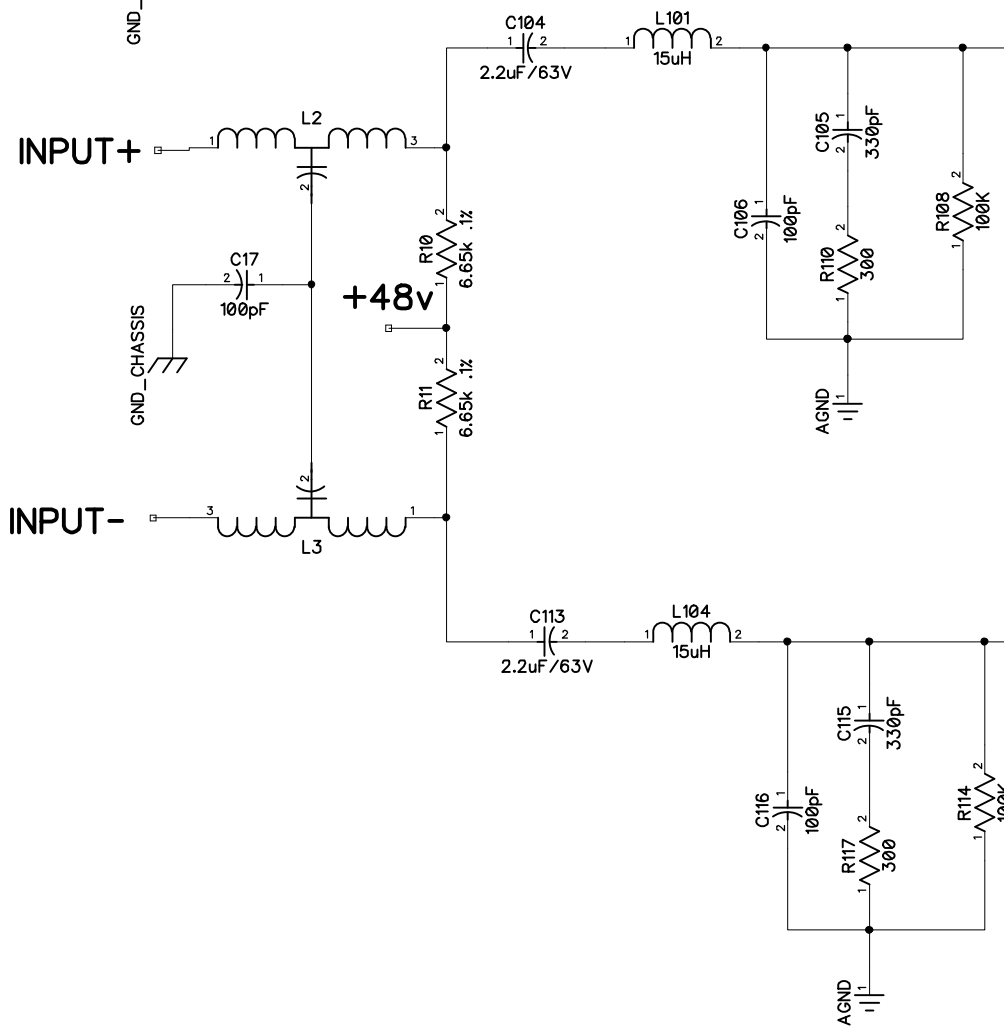 GND_
C104
1 2
2.2uF/63V
L101
1 2
15uH
L2
INPUT+
1 3
2
C105
1
2
330pF
C106
1
2
100pF
R108
2
1
100K
R110
2
1
300
R10
2
1
6.65k .1%
C17
2 1
100pF
+48v
GND_CHASSIS
R11
2
1
6.65k .1%
AGND
1
2
INPUT-
3 1
L3
C113
1 2
2.2uF/63V
L104
1 2
15uH
C115
1
2
330pF
C116
1
2
100pF
R114
2
1
100K
R117
2
1
300
AGND
1